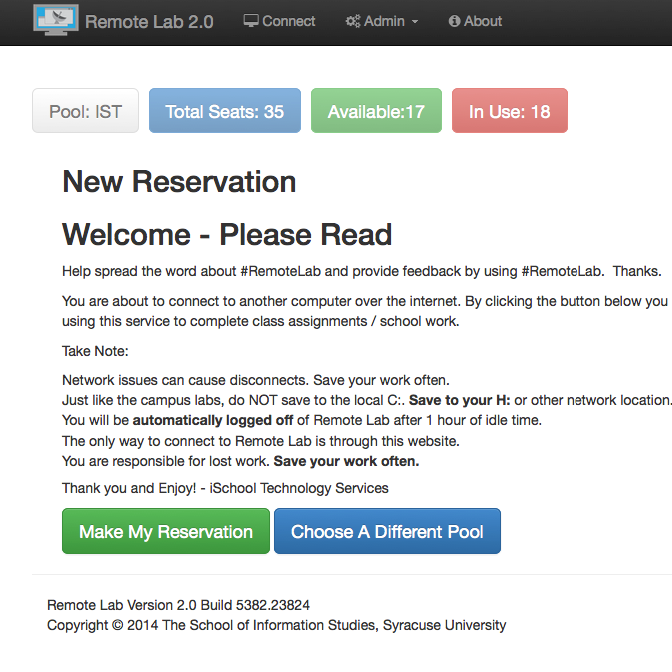 Remote Lab 2.0 Connect Admin About
Pool: IST Total Seats: 35 Available:17 In Use: 18
New Reservation
Welcome - Please Read
Help spread the word about #RemoteLab and provide feedback by using #RemoteLab. Thanks.
You are about to connect to another computer over the internet. By clicking the button below you
using this service to complete class assignments / school work.
Take Note:
Network issues can cause disconnects. Save your work often.
Just like the campus labs, do NOT save to the local C:. Save to your H: or other network location.
You will be automatically logged off of Remote Lab after 1 hour of idle time.
The only way to connect to Remote Lab is through this website.
You are responsible for lost work. Save your work often.
Thank you and Enjoy! - iSchool Technology Services
Make My Reservation Choose A Different Pool
Remote Lab Version 2.0 Build 5382.23824
Copyright © 2014 The School of Information Studies, Syracuse University